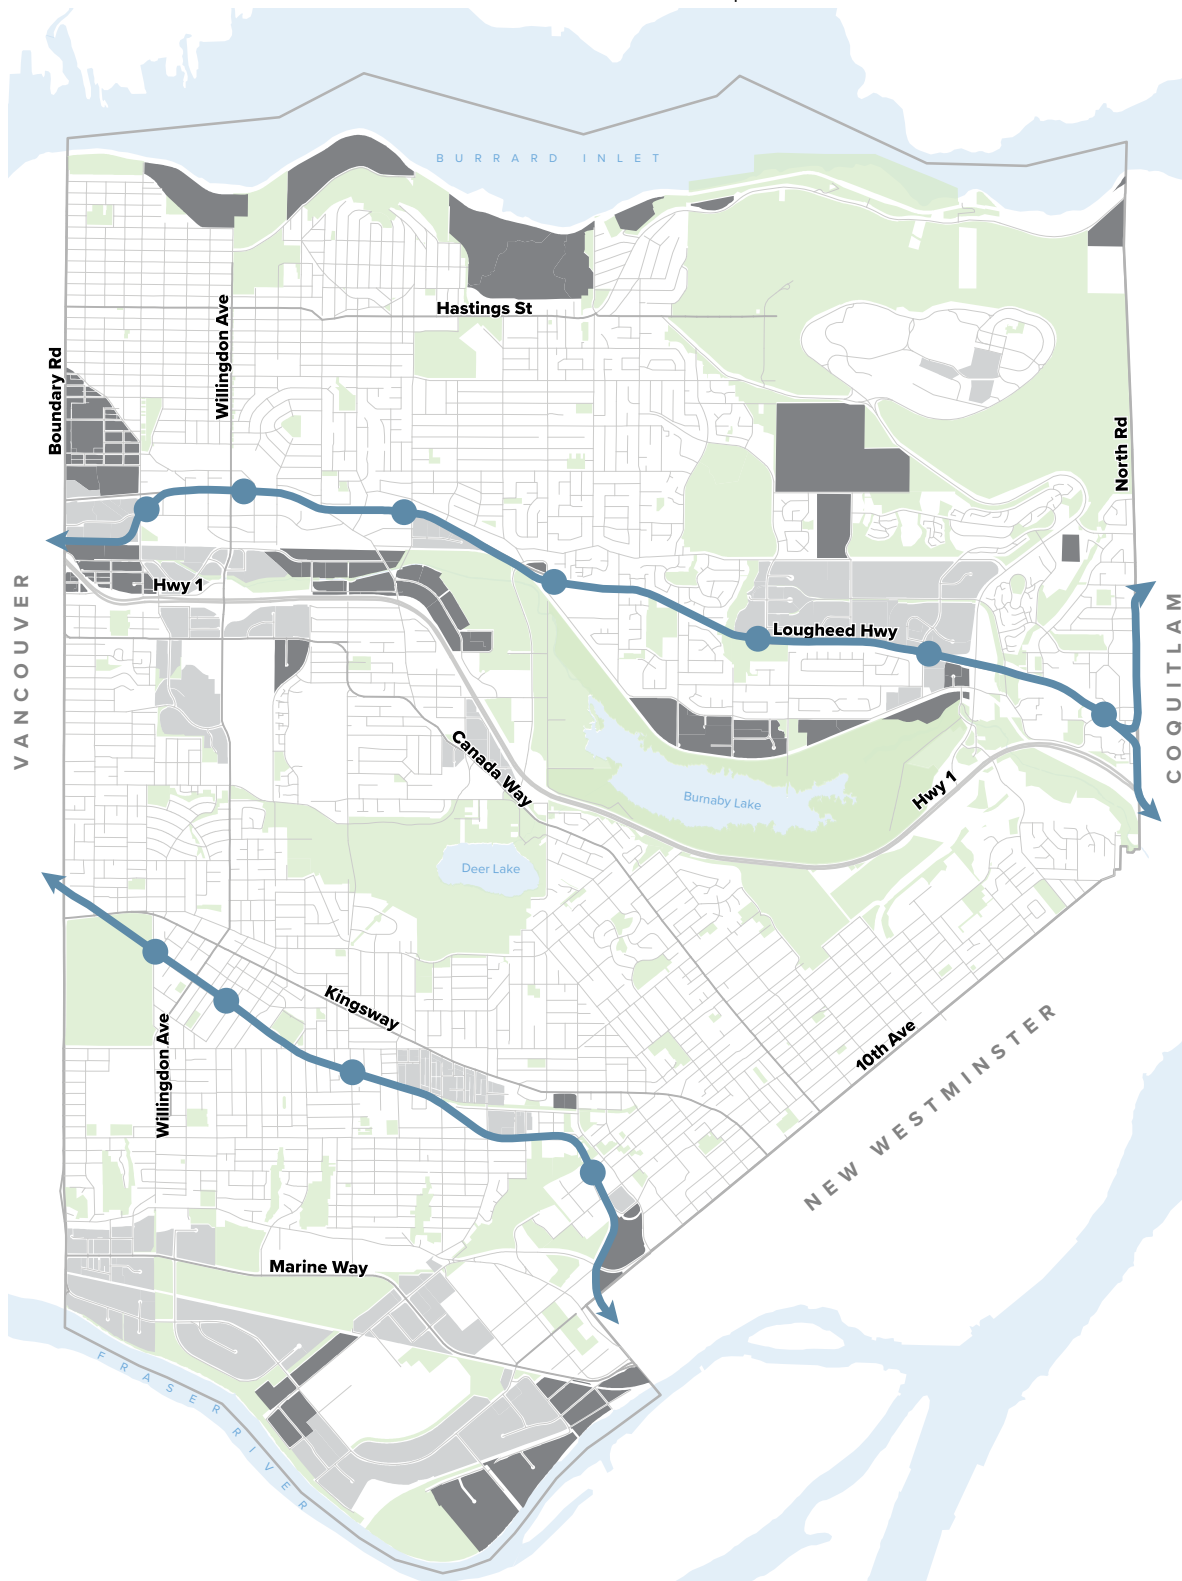 BURRARD INLET
Hastings St
Willingdon Ave
Boundary Rd
North Rd
Hwy 1
VANCOUVER
COQUITLAM
Lougheed Hwy
Canada Way
Burnaby Lake
Hwy 1
Deer Lake
Kingsway
Willingdon Ave
10th Ave
NEW WESTMINSTER
Marine Way
FRASER RIVER